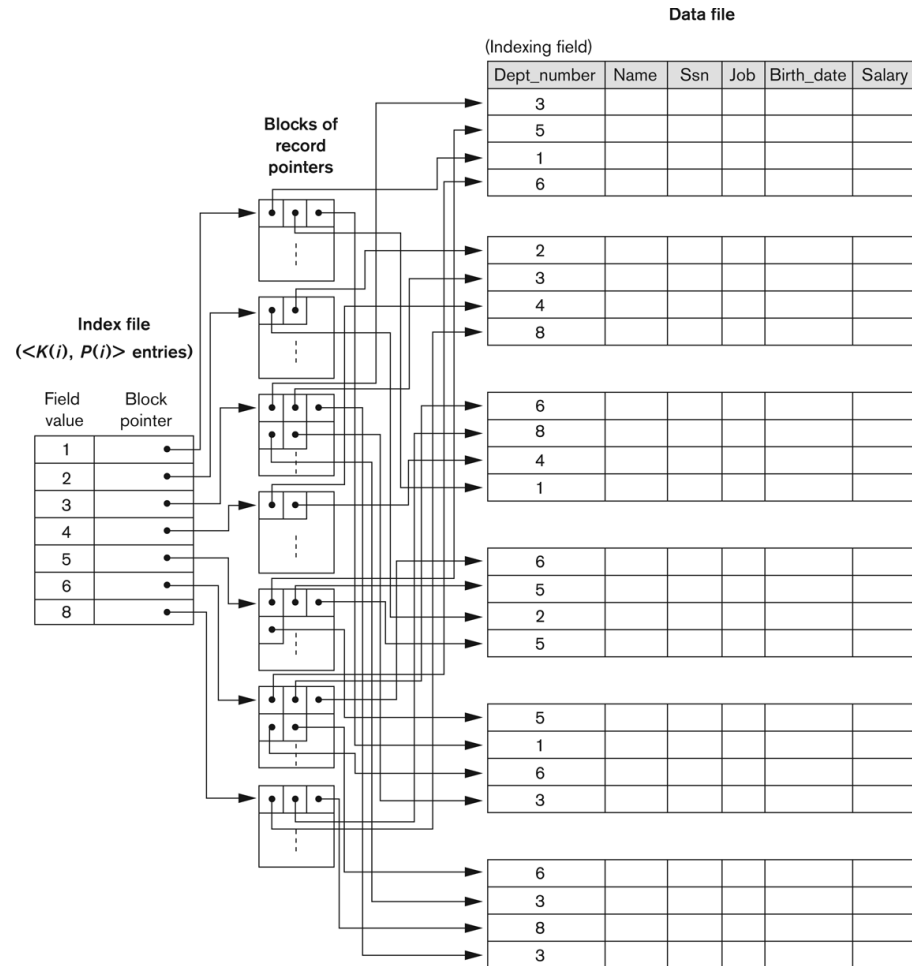 Data file
(Indexing field)
Dept_number Name Ssn Job Birth_date Salary
3
5
1
6
2
3
4
8
6
8
4
1
6
5
2
5
5
1
6
3
6
3
8
3
Blocks of
record
pointers
Index file
(<K(i), P(i)> entries)
Field
value
Block
pointer
1
2
3
4
5
6
8